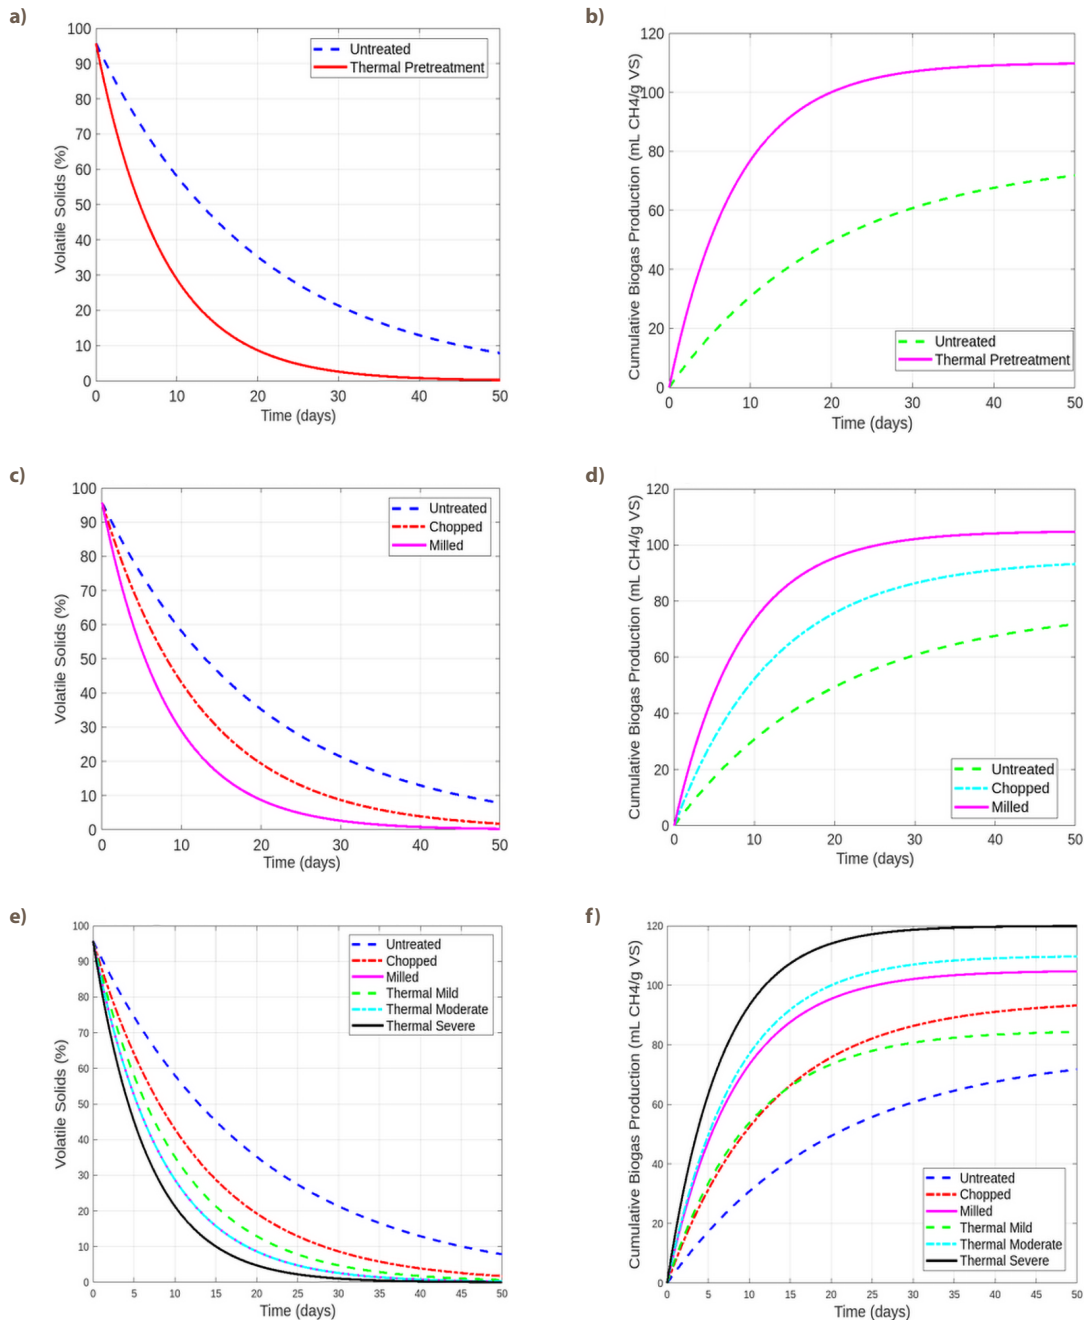 a)
100
90
80
70
60
50
40
30
20
10
0
Volatile Solids (%)
Untreated
Thermal Pretreatment
0 10 20 30 40 50
Time (days)
b)
120
100
80
60
40
20
0
Cumulative Biogas Production (mL CH4/g VS)
Untreated
Thermal Pretreatment
0 10 20 30 40 50
Time (days)
c)
100
90
80
70
60
50
40
30
20
10
0
Volatile Solids (%)
Untreated
Chopped
Milled
0 10 20 30 40 50
Time (days)
d)
120
100
80
60
40
20
0
Cumulative Biogas Production (mL CH4/g VS)
Untreated
Chopped
Milled
0 10 20 30 40 50
Time (days)
e)
100
90
80
70
60
50
40
30
20
10
0
Volatile Solids (%)
Untreated
Chopped
Milled
Thermal Mild
Thermal Moderate
Thermal Severe
0 5 10 15 20 25 30 35 40 45 50
Time (days)
f)
120
100
80
60
40
20
0
Cumulative Biogas Production (mL CH4/g VS)
Untreated
Chopped
Milled
Thermal Mild
Thermal Moderate
Thermal Severe
0 5 10 15 20 25 30 35 40 45 50
Time (days)